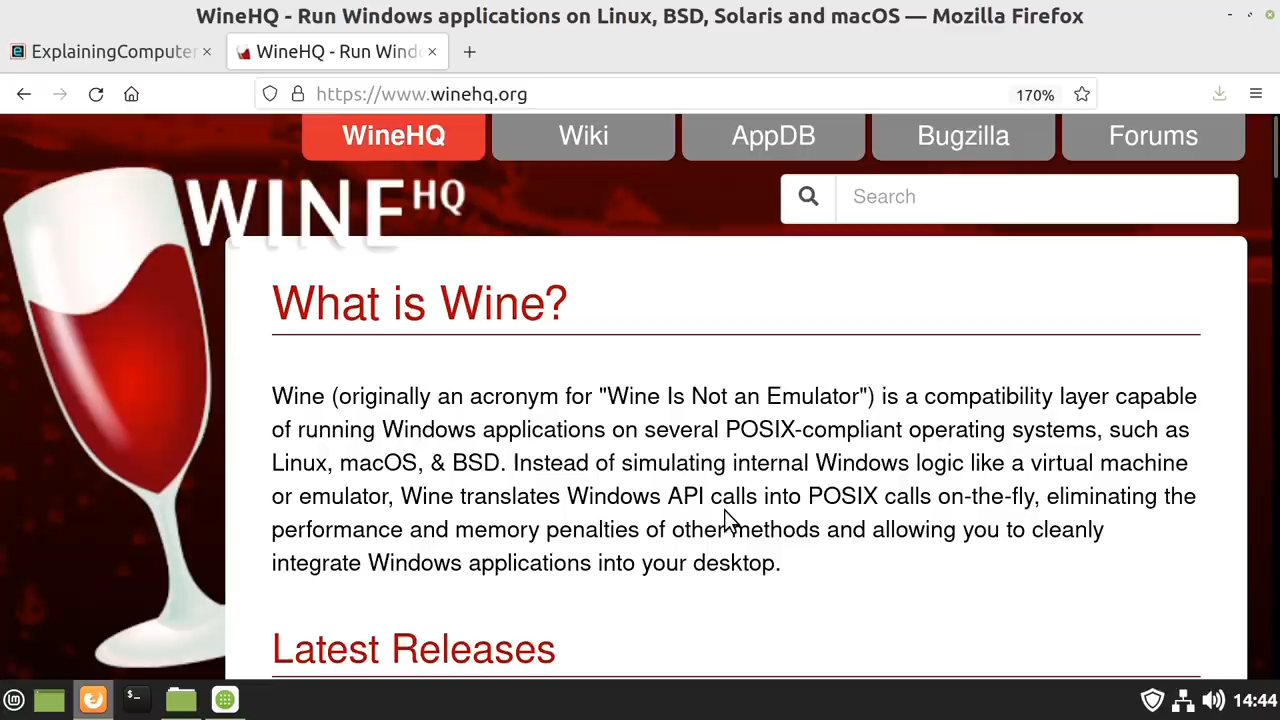 WineHQ - Run Windows applications on Linux, BSD, Solaris and macOS — Mozilla Firefox
ExplainingComputer
WineHQ - Run Wind
https://www.winehq.org
170%
WineHQ
Wiki
AppDB
Bugzilla
Forums
WINEHQ
Search
What is Wine?
Wine (originally an acronym for "Wine Is Not an Emulator") is a compatibility layer capable
of running Windows applications on several POSIX-compliant operating systems, such as
Linux, macOS, & BSD. Instead of simulating internal Windows logic like a virtual machine
or emulator, Wine translates Windows API calls into POSIX calls on-the-fly, eliminating the
performance and memory penalties of other methods and allowing you to cleanly
integrate Windows applications into your desktop.
Latest Releases
14:44